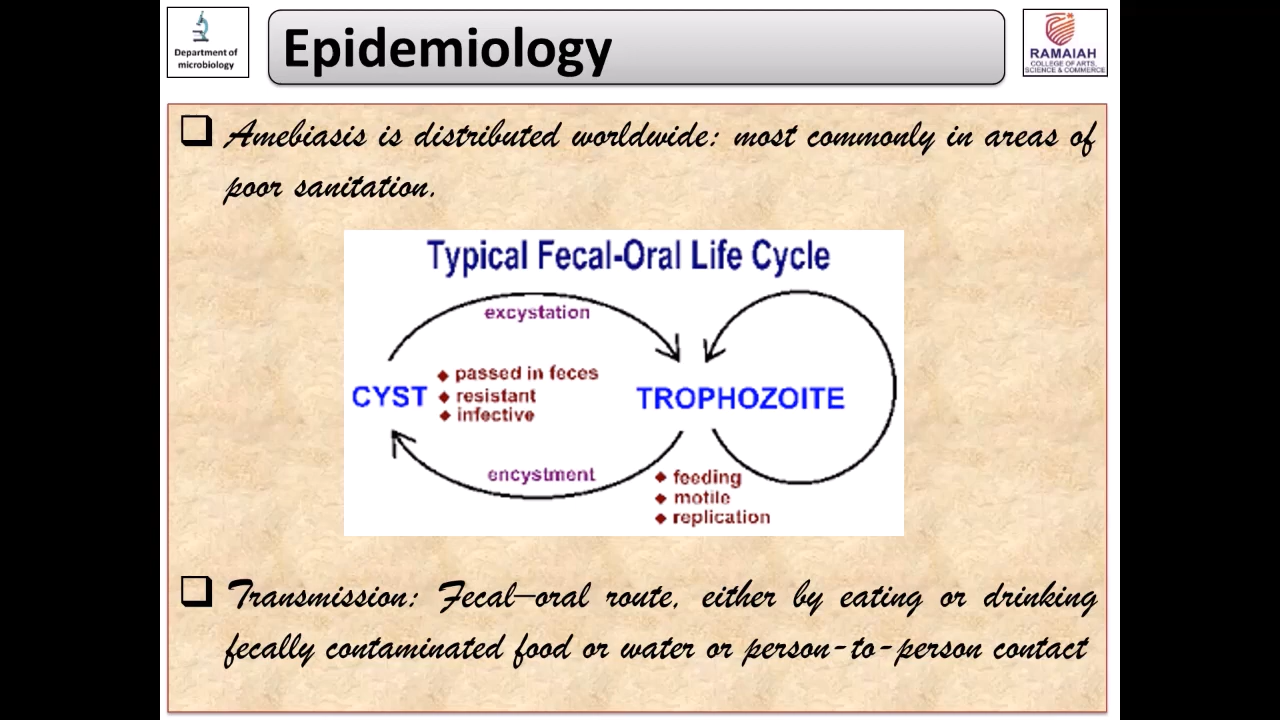 Department of
microbiology
Epidemiology
RAMAIAH
COLLEGE OF ARTS,
SCIENCE & COMMERCE
Amebiasis is distributed worldwide: most commonly in areas of
poor sanitation.
Typical Fecal-Oral Life Cycle
excystation
CYST
passed in feces
resistant
infective
TROPHOZOITE
encystment
feeding
motile
replication
Transmission: Fecal–oral route, either by eating or drinking
fecally contaminated food or water or person-to-person contact